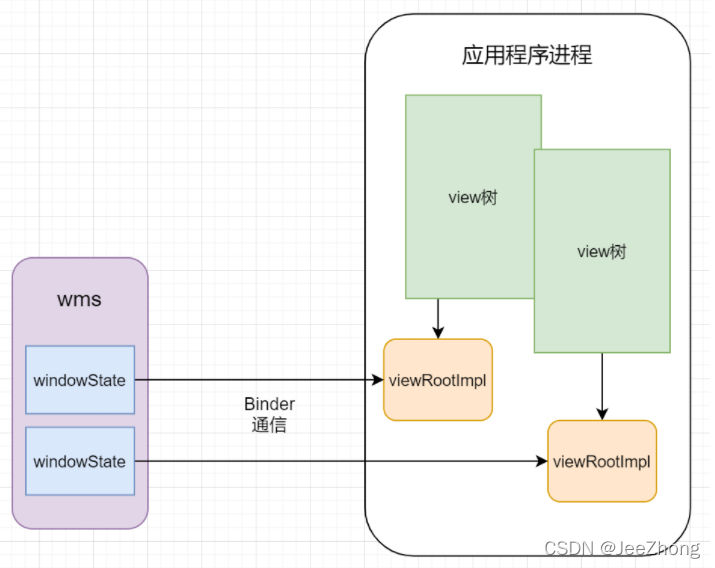 应用程序进程
view树
view树
wms
windowState
viewRootImpl
Binder
通信
windowState
viewRootImpl
CSDN @JeeZhong